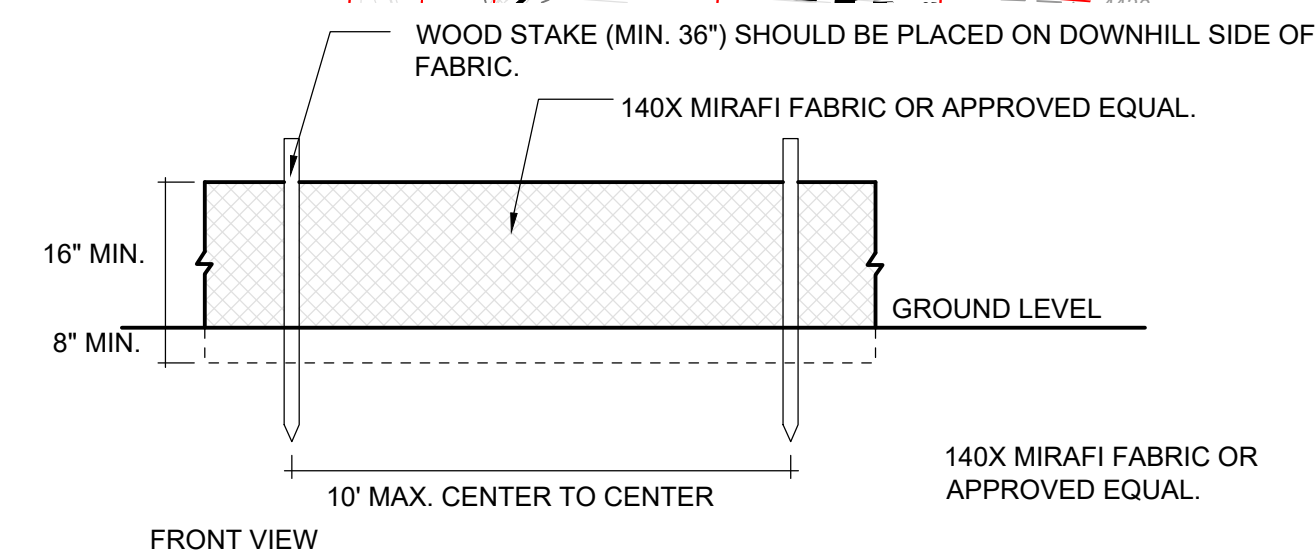 WOOD STAKE (MIN. 36") SHOULD BE PLACED ON DOWNHILL SIDE OF
FABRIC.
140X MIRAFI FABRIC OR APPROVED EQUAL.
16" MIN.
GROUND LEVEL
8" MIN.
140X MIRAFI FABRIC OR
APPROVED EQUAL.
10' MAX. CENTER TO CENTER
FRONT VIEW